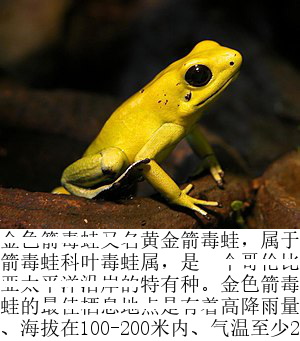 金色箭毒蛙又名黄金箭毒蛙，属于
箭毒蛙科叶毒蛙属，是 个哥伦比
亚太平洋沿岸的特有种。金色箭毒
蛙的最佳栖息地点是有着高降雨量
、海拔在100-200米内、气温至少2